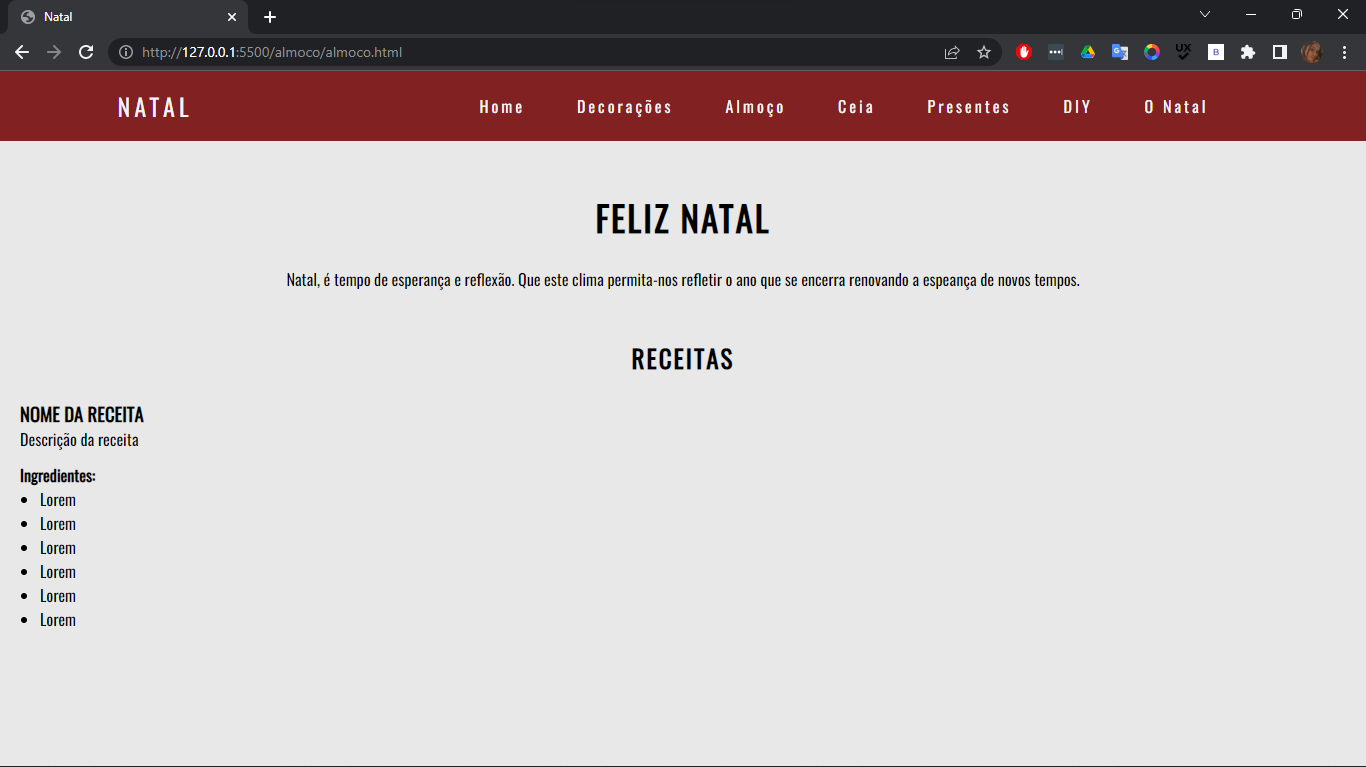 Natal
http://127.0.0.1:5500/almoco/almoco.html
UX
B
NATAL
Home Decorações Almoço Ceia Presentes DIY O Natal
FELIZ NATAL
Natal, é tempo de esperança e reflexão. Que este clima permita-nos refletir o ano que se encerra renovando a espeança de novos tempos.
RECEITAS
NOME DA RECEITA
Descrição da receita
Ingredientes:
Lorem
Lorem
Lorem
Lorem
Lorem
Lorem